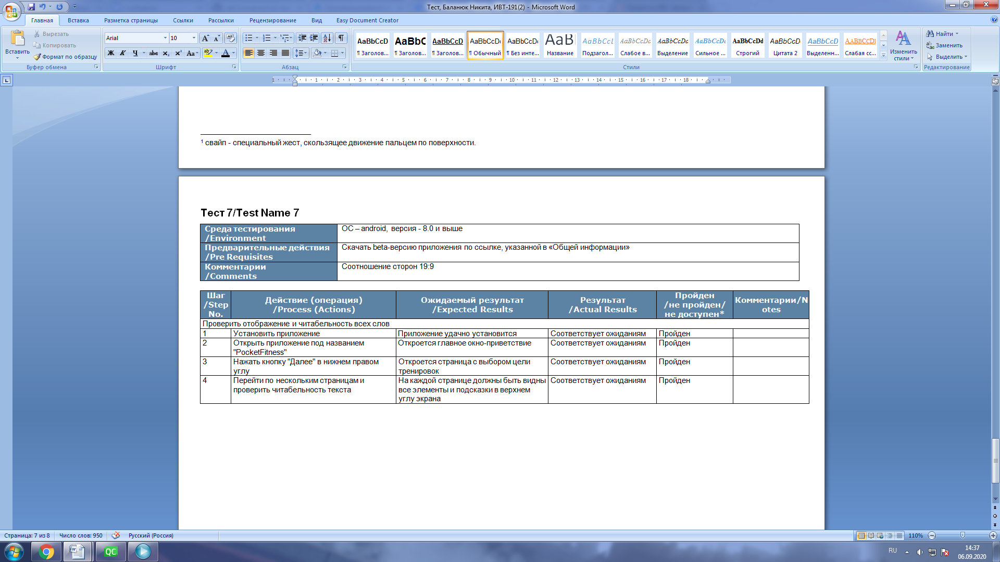 Тест, Баланюк Никита, ИВТ-191(2) - Microsoft Word
Главная Вставка Разметка страницы Ссылки Рассылки Рецензирование Вид Easy Document Creator
Вставить
Вырезать
Копировать
Формат по образцу
Буфер обмена
Arial 10
Шрифт
Абзац
AaBbCcD AaBbC AaBbCcD AaBbCcDd AaBbCcDd AaB AaBbCcL AaBbCcDa AaBbCcDa AaBbCcDc AaBbCcDd AaBbCcD AaBbCcD AaBbCcDI
¶ Заголов... ¶ Заголов... ¶ Заголов... ¶ Обычный ¶ Без инте... Название Подзагол... Слабое в... Выделение Сильное ... Строгий Цитата 2 Выделенн... Слабая сс...
Стили
Изменить стили
Найти
Заменить
Выделить
Редактирование
1 1 2 3 4 5 6 7 8 9 10 11 12 13 14 15 16 17 18
1 свайп - специальный жест, скользящее движение пальцем по поверхности.
Тест 7/Test Name 7
Среда тестирования
/Environment
ОС – android, версия - 8.0 и выше
Предварительные действия
/Pre Requisites
Скачать beta-версию приложения по ссылке, указанной в «Общей информации»
Комментарии
/Comments
Соотношение сторон 19:9
Шаг
/Step
No.
Действие (операция)
/Process (Actions)
Ожидаемый результат
/Expected Results
Результат
/Actual Results
Пройден
/не пройден/
не доступен*
Комментарии/N
otes
Проверить отображение и читабельность всех слов
1 Установить приложение Приложение удачно установится Соответствует ожиданиям Пройден
2 Открыть приложение под названием
"PocketFitness"
Откроется главное окно-приветствие Соответствует ожиданиям Пройден
3 Нажать кнопку "Далее" в нижнем правом
углу
Откроется страница с выбором цели
тренировок
Соответствует ожиданиям Пройден
4 Перейти по нескольким страницам и
проверить читабельность текста
На каждой странице должны быть видны
все элементы и подсказки в верхнем
углу экрана
Соответствует ожиданиям Пройден
Страница: 7 из 8 Число слов: 950 Русский (Россия) 110%
QC
RU
14:37
06.09.2020